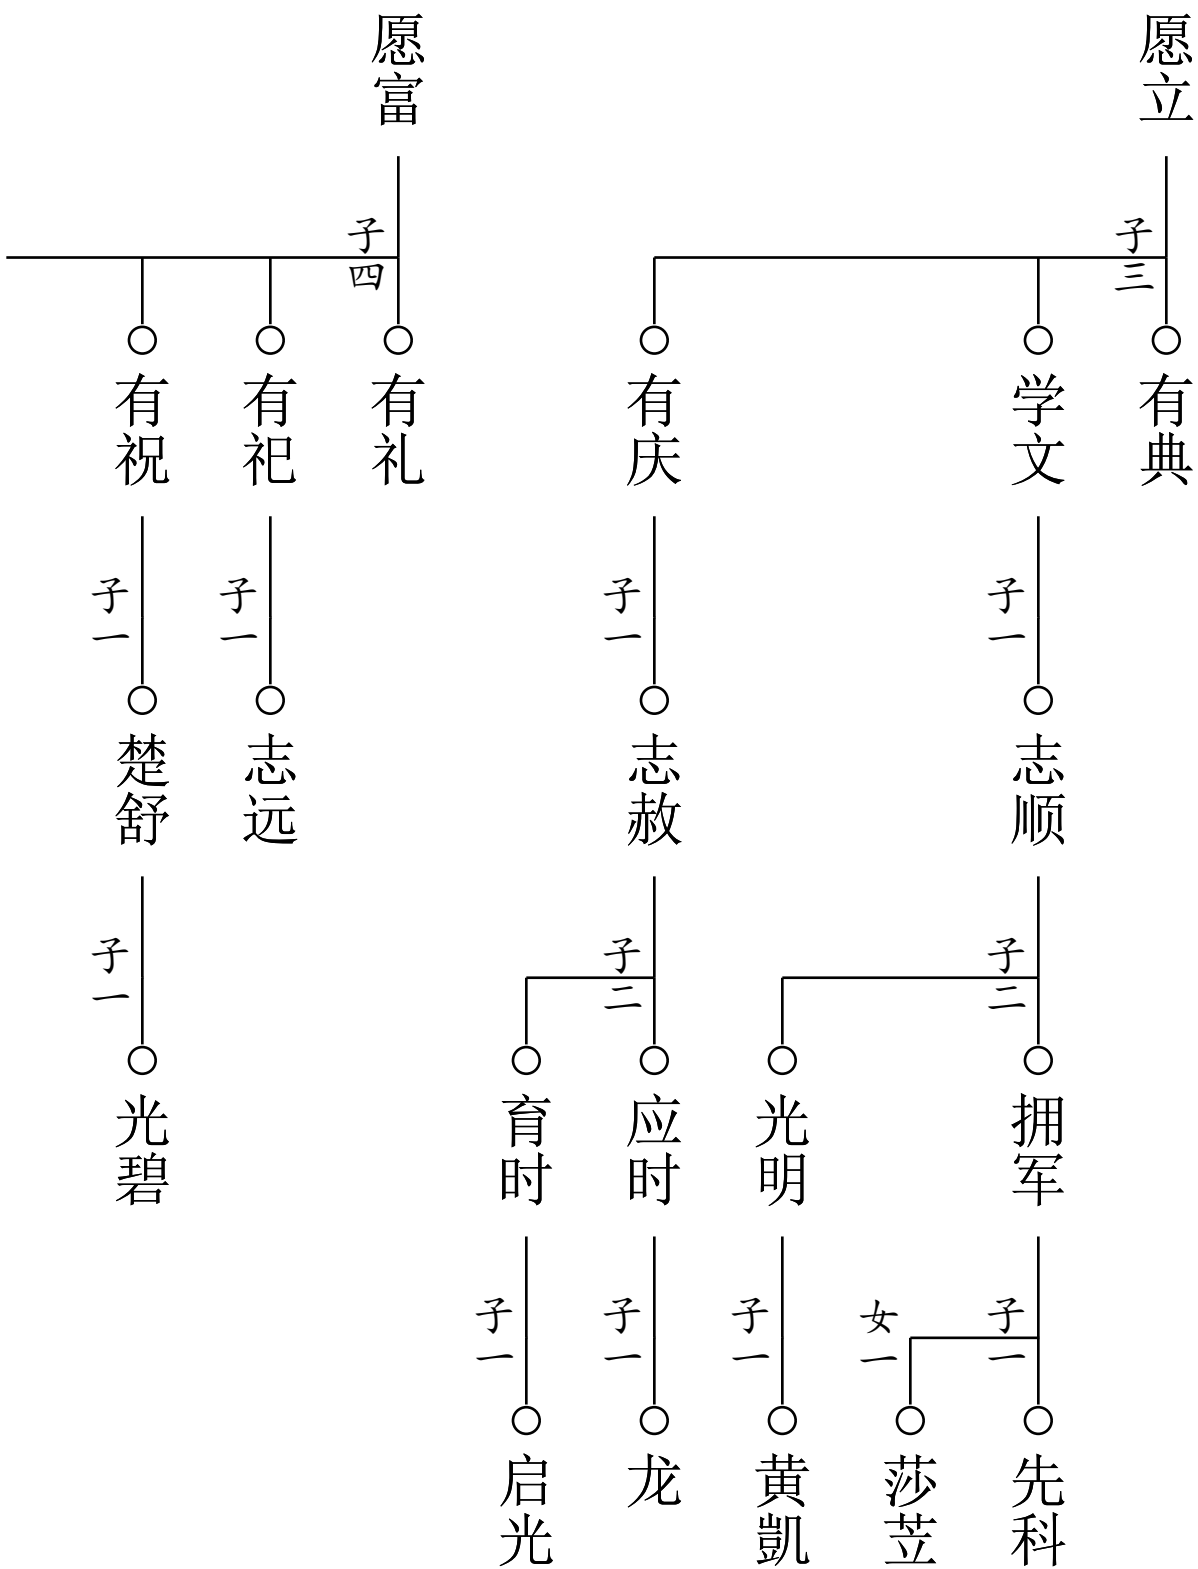 愿立
愿富
子三
子四
有典
学文
有庆
有礼
有祀
有祝
子一
子一
子一
子一
志顺
志赦
志远
楚舒
子二
子二
子一
拥军
光明
应时
育时
光碧
子一
女一
子一
子一
子一
先科
莎苙
黄凱
龙
启光